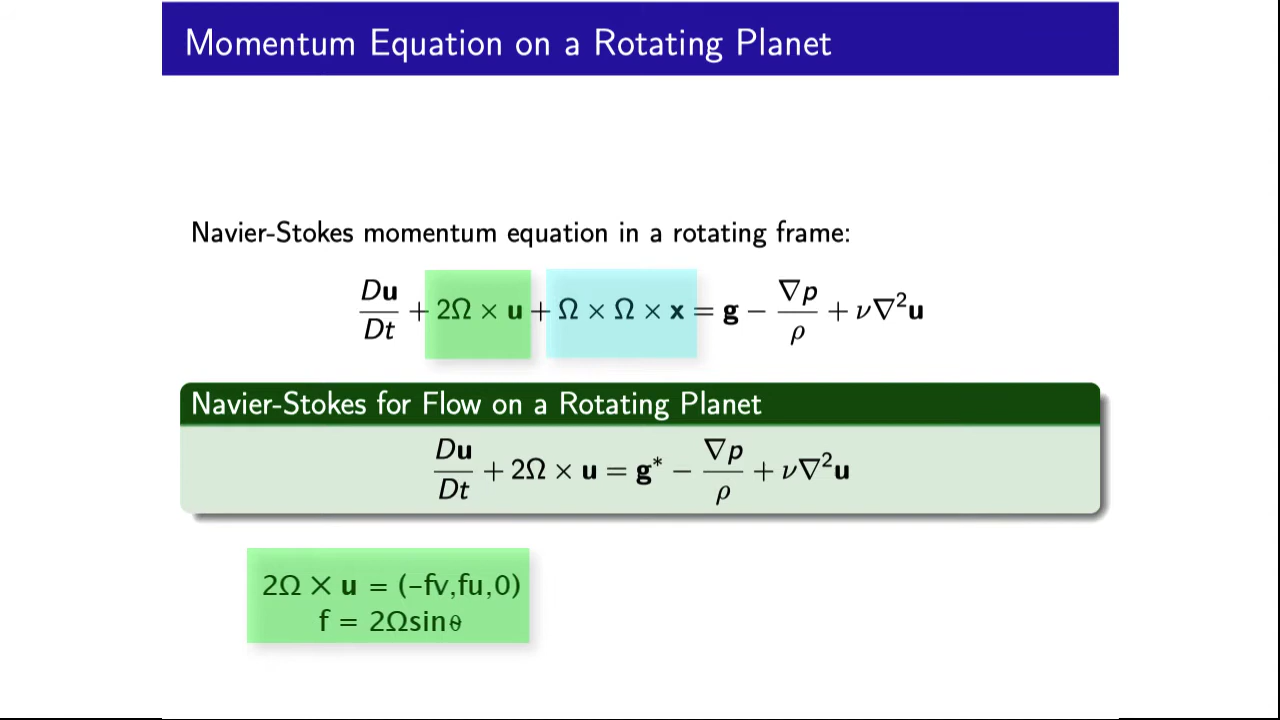 Momentum Equation on a Rotating Planet
Navier-Stokes momentum equation in a rotating frame:
Du/Dt + 2Ω × u + Ω × Ω × x = g − ∇p/ρ + ν∇²u
Navier-Stokes for Flow on a Rotating Planet
Du/Dt + 2Ω × u = g* − ∇p/ρ + ν∇²u
2Ω × u = (-fv,fu,0)
f = 2Ωsinθ